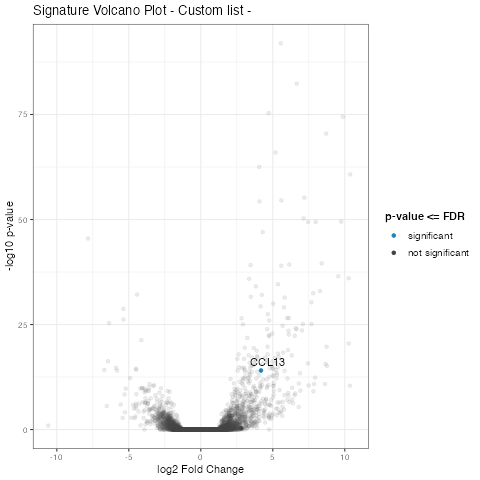 Signature Volcano Plot - Custom list -
-log10 p-value
75
50
25
0
CCL13
-10 -5 0 5 10
log2 Fold Change
p-value <= FDR
significant
not significant